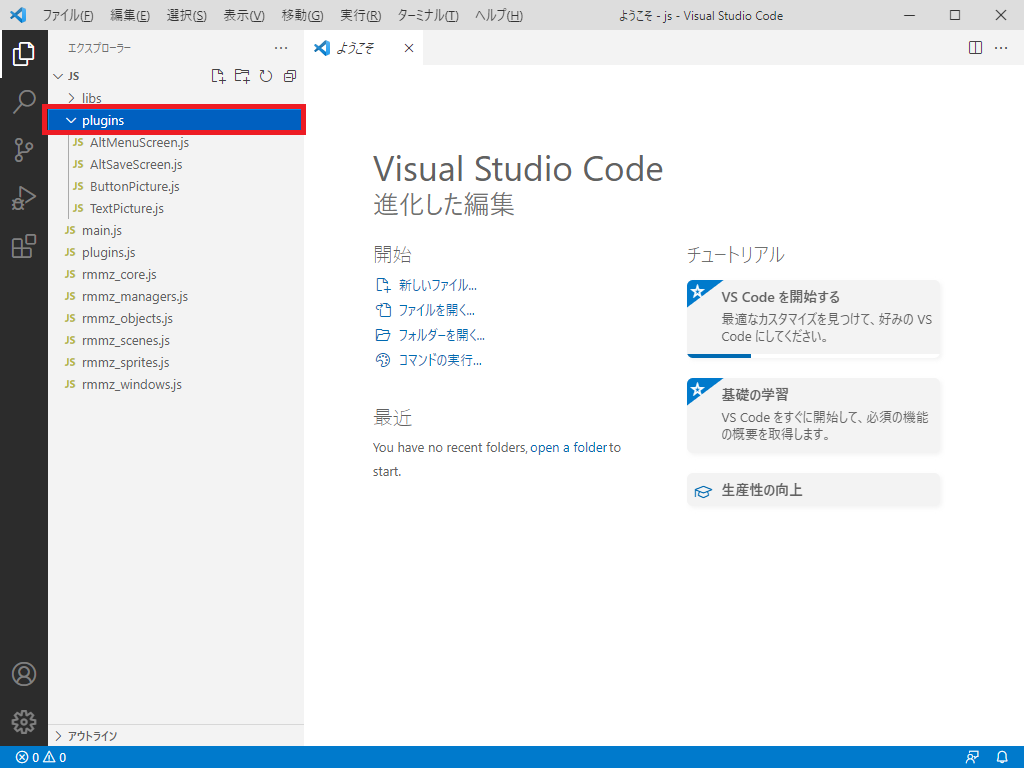 ファイル(F) 編集(E) 選択(S) 表示(V) 移動(G) 実行(R) ターミナル(T) ヘルプ(H) ようこそ - js - Visual Studio Code
エクスプローラー
ようこそ
JS
libs
plugins
JS AltMenuScreen.js
JS AltSaveScreen.js
JS ButtonPicture.js
JS TextPicture.js
JS main.js
JS plugins.js
JS rmmz_core.js
JS rmmz_managers.js
JS rmmz_objects.js
JS rmmz_scenes.js
JS rmmz_sprites.js
JS rmmz_windows.js
アウトライン
Visual Studio Code
進化した編集
開始
新しいファイル...
ファイルを開く...
フォルダーを開く...
コマンドの実行...
最近
You have no recent folders, open a folder to
start.
チュートリアル
VS Code を開始する
最適なカスタマイズを見つけて、好みの VS
Code にしてください。
基礎の学習
VS Code をすぐに開始して、必須の機能
の概要を取得します。
生産性の向上
0 0